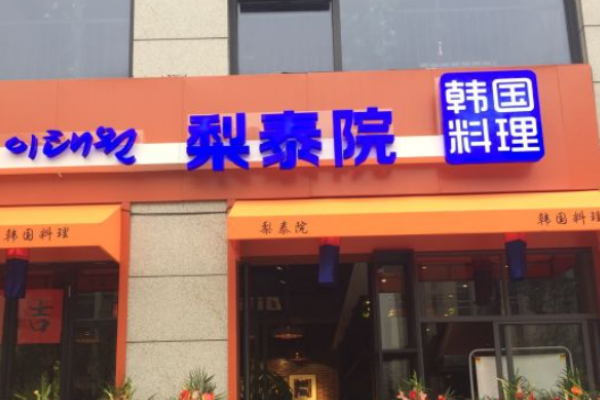 이태원
梨泰院
韩国
料理
韩国料理
梨泰院
韩国料理
吉